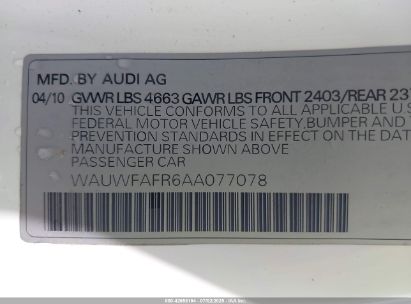 MFD. BY AUDI AG
04/10 GVWR LBS 4663 GAWR LBS FRONT 2403/REAR 237
THIS VEHICLE CONFORMS TO ALL APPLICABLE U
FEDERAL MOTOR VEHICLE SAFETY, BUMPER AND
PREVENTION STANDARDS IN EFFECT ON THE DAT
MANUFACTURE SHOWN ABOVE
PASSENGER CAR
WAUWFAFR6AA077078